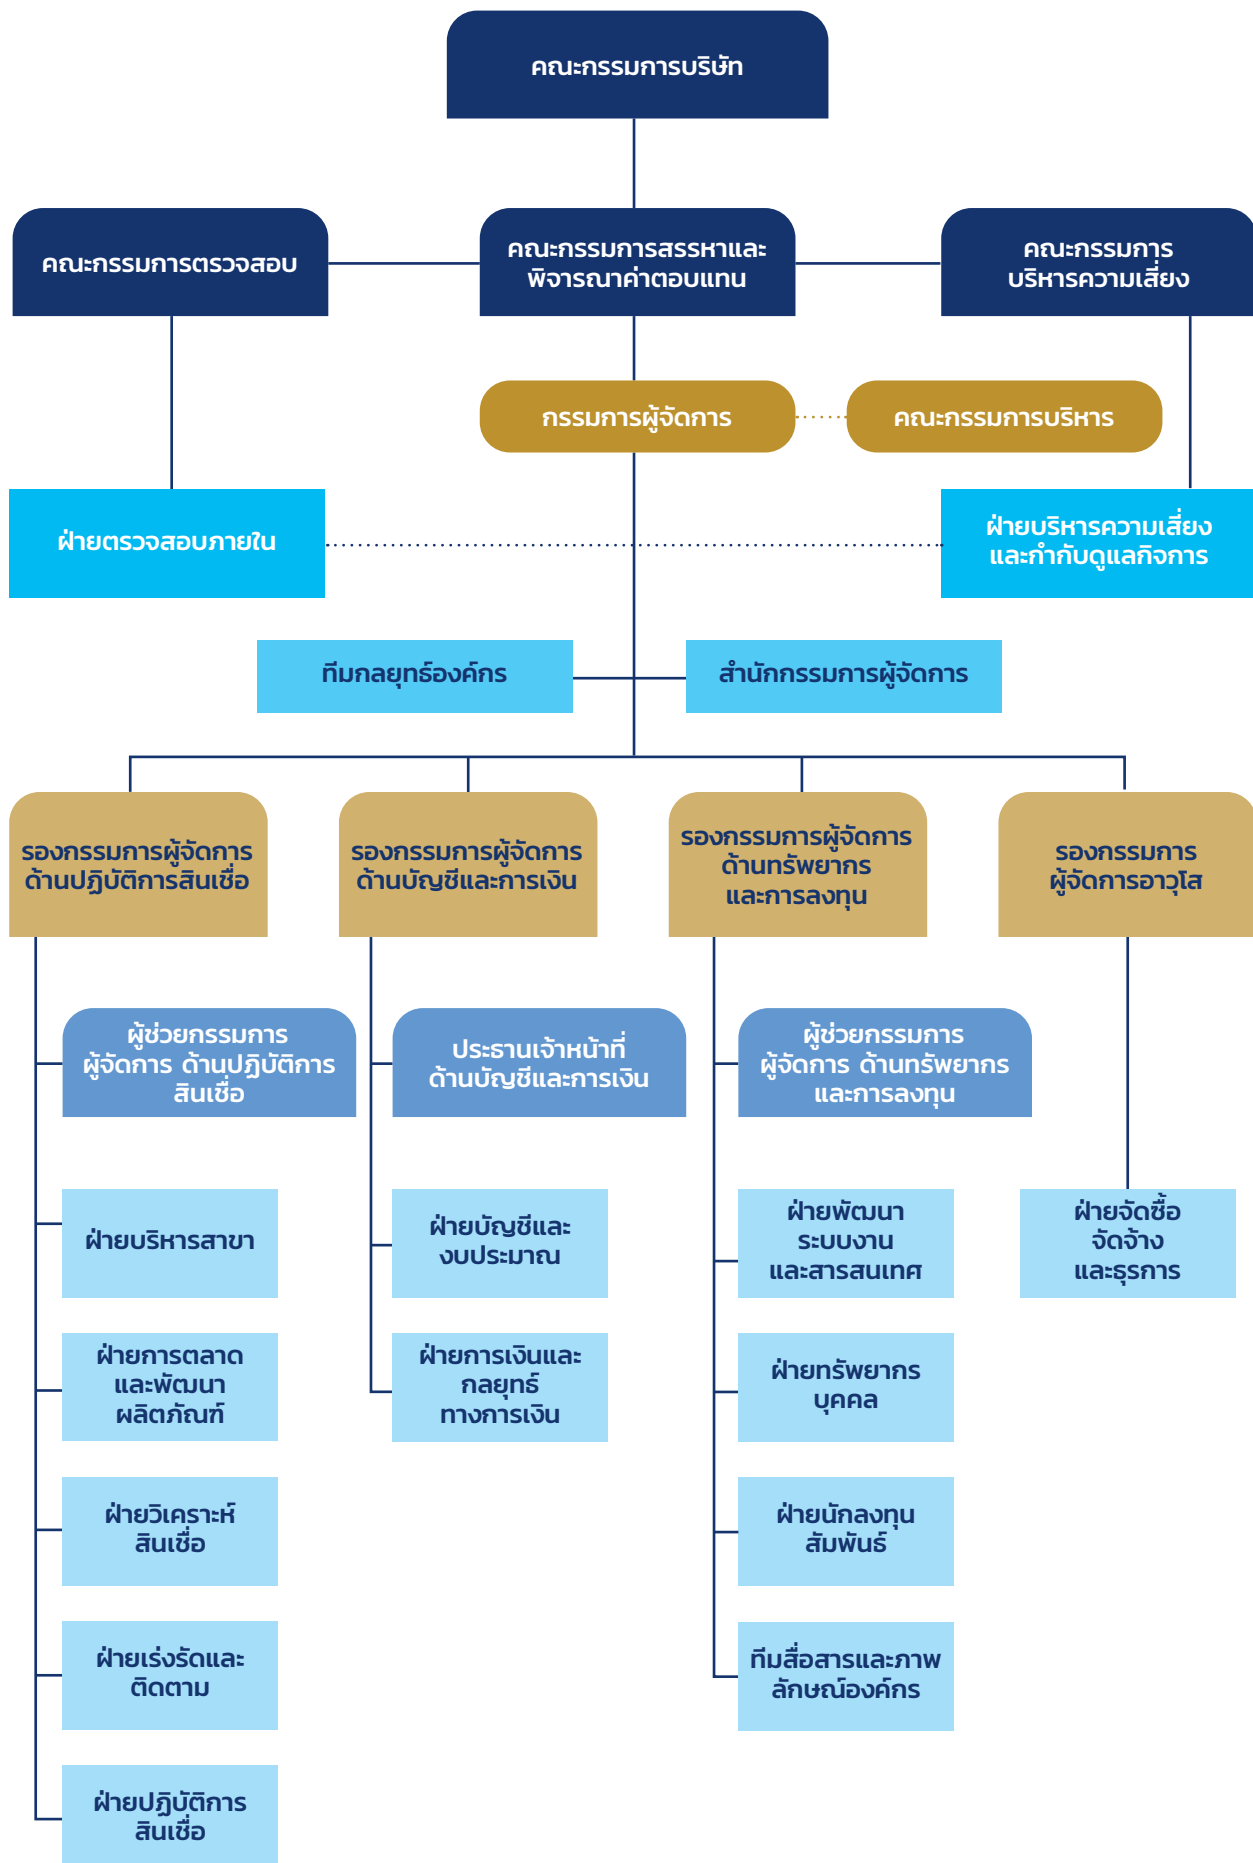 คณะกรรมการบริษัท
คณะกรรมการตรวจสอบ
คณะกรรมการสรรหาและ
พิจารณาค่าตอบแทน
คณะกรรมการ
บริหารความเสี่ยง
กรรมการผู้จัดการ
คณะกรรมการบริหาร
ฝ่ายตรวจสอบภายใน
ฝ่ายบริหารความเสี่ยง
และกำกับดูแลกิจการ
ทีมกลยุทธ์องค์กร
สำนักกรรมการผู้จัดการ
รองกรรมการผู้จัดการ
ด้านปฏิบัติการสินเชื่อ
รองกรรมการผู้จัดการ
ด้านบัญชีและการเงิน
รองกรรมการผู้จัดการ
ด้านทรัพยากร
และการลงทุน
รองกรรมการ
ผู้จัดการอาวุโส
ผู้ช่วยกรรมการ
ผู้จัดการ ด้านปฏิบัติการ
สินเชื่อ
ประธานเจ้าหน้าที่
ด้านบัญชีและการเงิน
ผู้ช่วยกรรมการ
ผู้จัดการ ด้านทรัพยากร
และการลงทุน
ฝ่ายบริหารสาขา
ฝ่ายบัญชีและ
งบประมาณ
ฝ่ายพัฒนา
ระบบงาน
และสารสนเทศ
ฝ่ายจัดซื้อ
จัดจ้าง
และธุรการ
ฝ่ายการตลาด
และพัฒนา
ผลิตภัณฑ์
ฝ่ายการเงินและ
กลยุทธ์
ทางการเงิน
ฝ่ายทรัพยากร
บุคคล
ฝ่ายวิเคราะห์
สินเชื่อ
ฝ่ายนักลงทุน
สัมพันธ์
ฝ่ายเร่งรัดและ
ติดตาม
ทีมสื่อสารและภาพ
ลักษณ์องค์กร
ฝ่ายปฏิบัติการ
สินเชื่อ